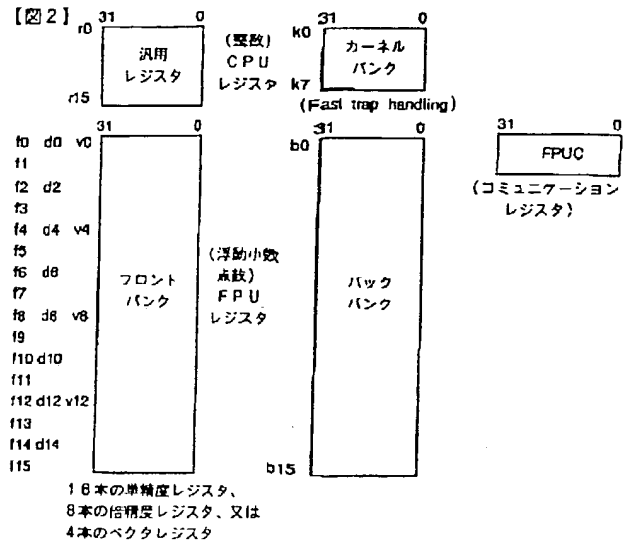 【図2】
r0
31 0
汎用
レジスタ
r15
(整数)
CPU
レジスタ
k0
31 0
カーネル
バンク
k7
(Fast trap handling)
31 0
f0 d0 v0
f1
f2 d2
f3
f4 d4 v4
f5
f6 d6
f7
f8 d8 v8
f9
f10 d10
f11
f12 d12 v12
f13
f14 d14
f15
フロント
バンク
(浮動小数
点数)
FPU
レジスタ
31 0
b0
バック
バンク
b15
31 0
FPUC
(コミュニケーション
レジスタ)
16本の単精度レジスタ、
8本の倍精度レジスタ、又は
4本のベクタレジスタ